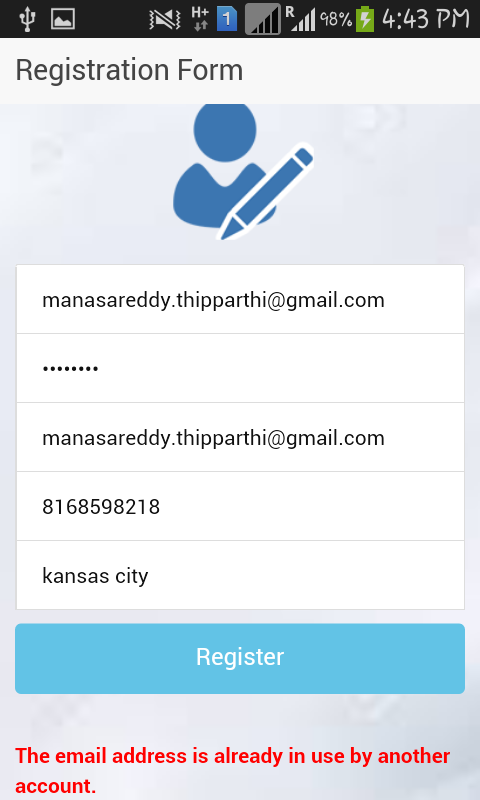 H+ 1 R 98% 4:43 PM
Registration Form
manasareddy.thipparthi@gmail.com
••••••••
manasareddy.thipparthi@gmail.com
8168598218
kansas city
Register
The email address is already in use by another
account.